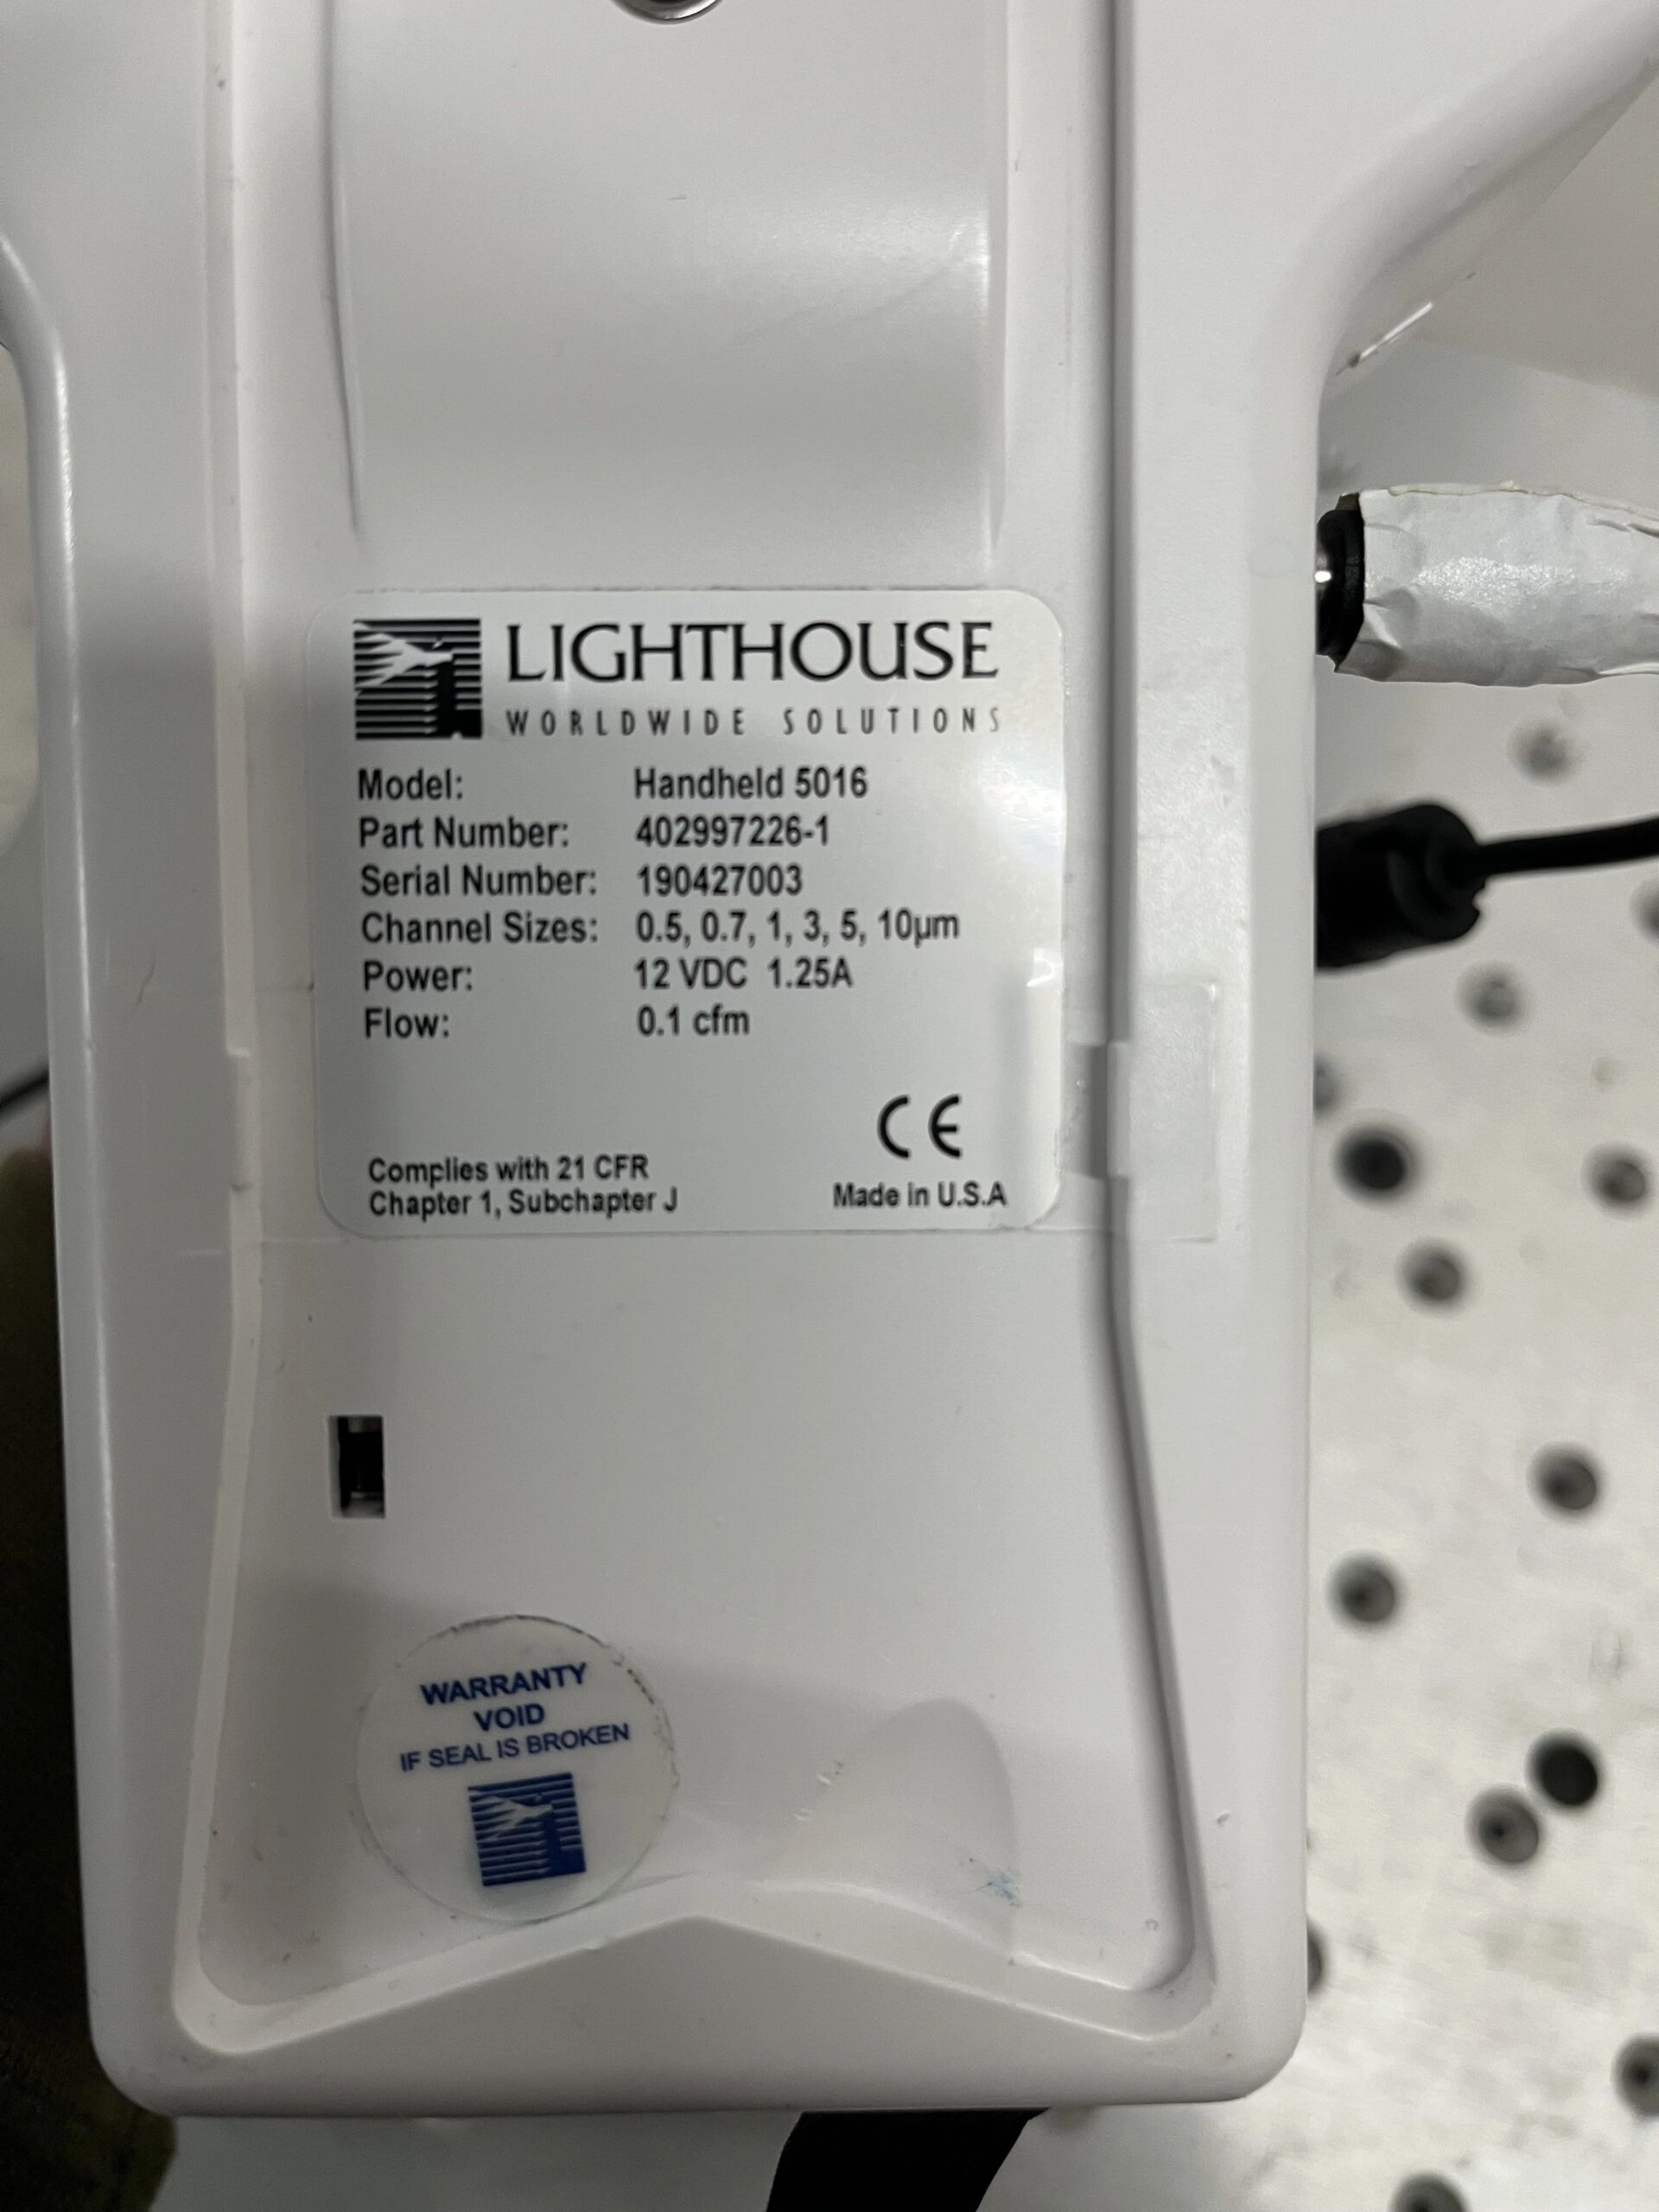 LIGHTHOUSE
WORLDWIDE SOLUTIONS
Model: Handheld 5016
Part Number: 402997226-1
Serial Number: 190427003
Channel Sizes: 0.5, 0.7, 1, 3, 5, 10µm
Power: 12 VDC 1.25A
Flow: 0.1 cfm
CE
Complies with 21 CFR
Chapter 1, Subchapter J
Made in U.S.A
WARRANTY
VOID
IF SEAL IS BROKEN